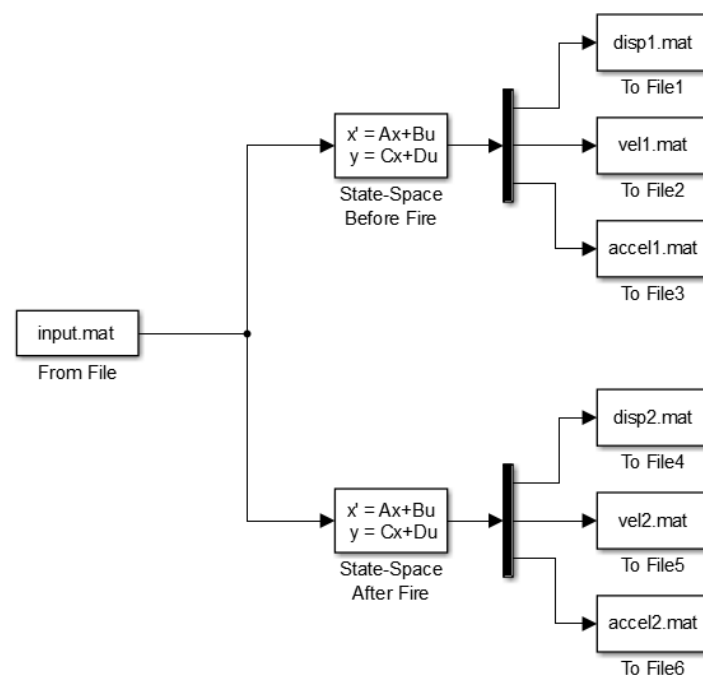 disp1.mat
To File1
x' = Ax+Bu
y = Cx+Du
State-Space
Before Fire
vel1.mat
To File2
accel1.mat
To File3
input.mat
From File
disp2.mat
To File4
x' = Ax+Bu
y = Cx+Du
State-Space
After Fire
vel2.mat
To File5
accel2.mat
To File6